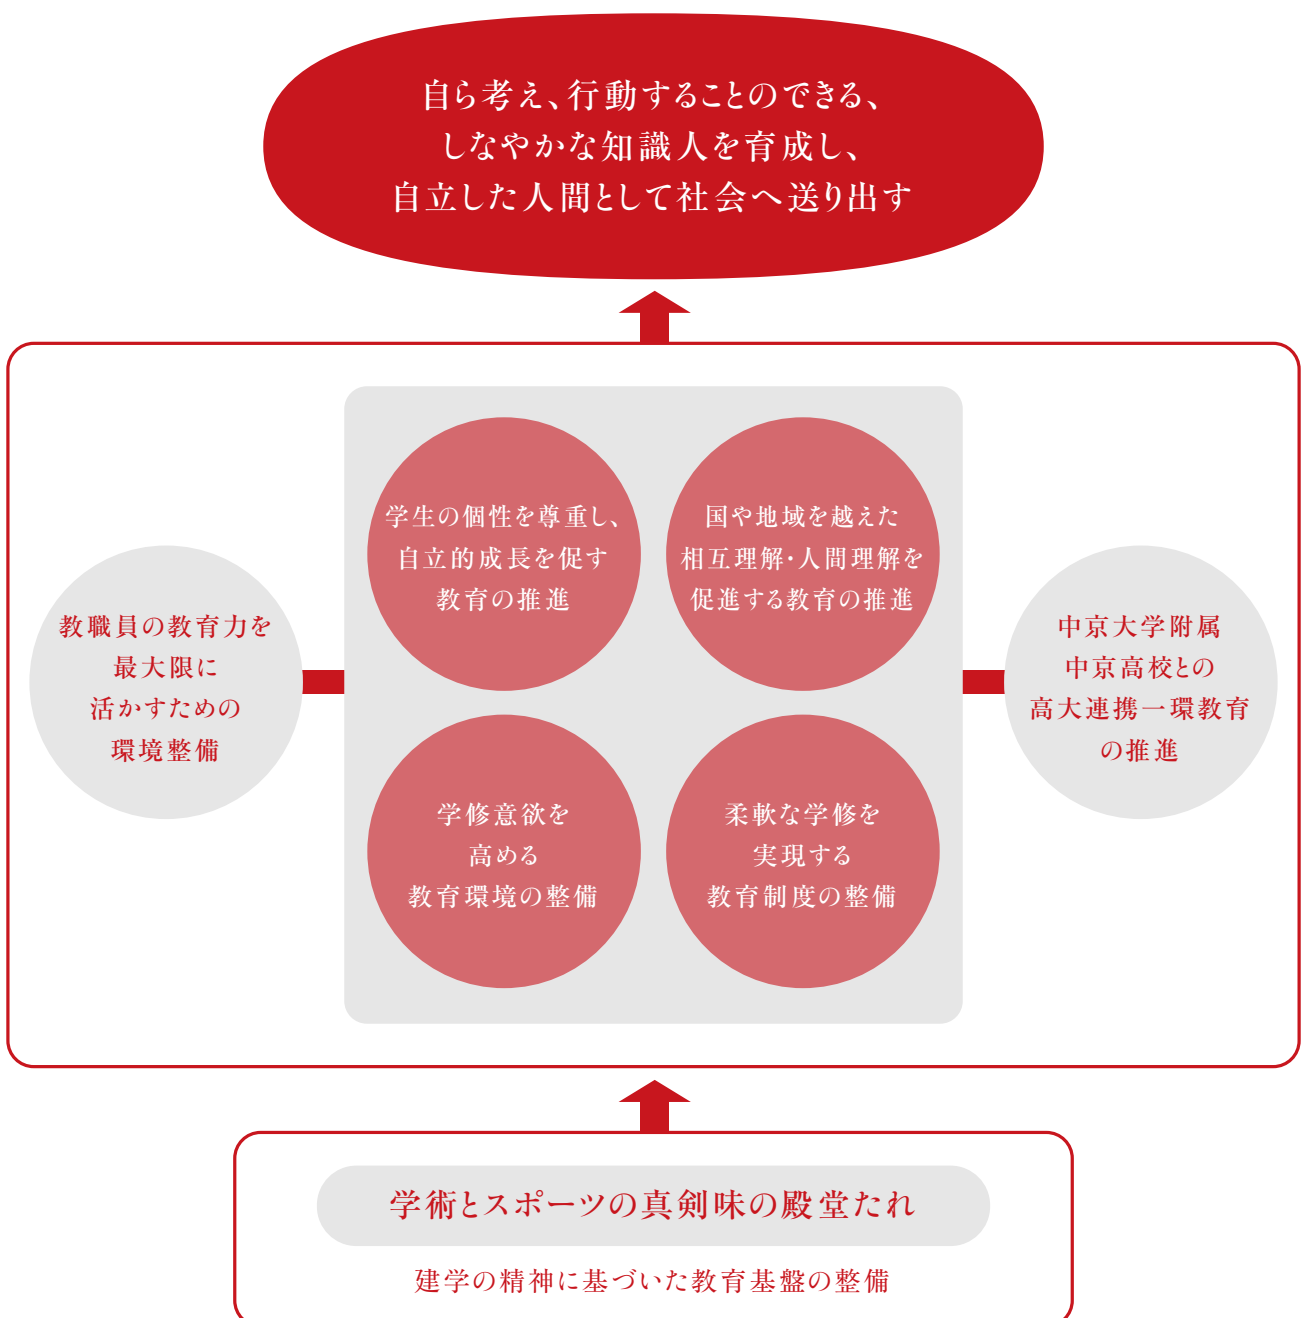 自ら考え、行動することのできる、
しなやかな知識人を育成し、
自立した人間として社会へ送り出す
学生の個性を尊重し、
自立的成長を促す
教育の推進
国や地域を越えた
相互理解・人間理解を
促進する教育の推進
教職員の教育力を
最大限に
活かすための
環境整備
中京大学附属
中京高校との
高大連携一環教育
の推進
学修意欲を
高める
教育環境の整備
柔軟な学修を
実現する
教育制度の整備
学術とスポーツの真剣味の殿堂たれ
建学の精神に基づいた教育基盤の整備